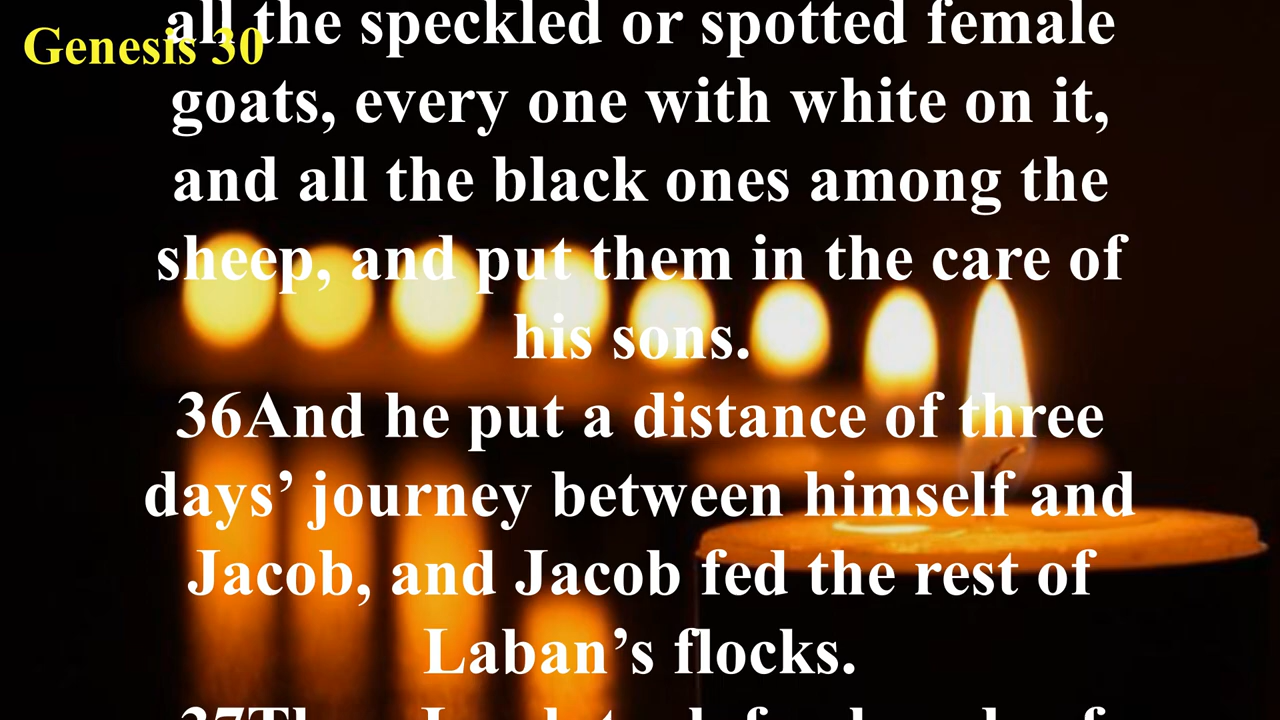 Genesis 30
all the speckled or spotted female
goats, every one with white on it,
and all the black ones among the
sheep, and put them in the care of
his sons.
36And he put a distance of three
days’ journey between himself and
Jacob, and Jacob fed the rest of
Laban’s flocks.